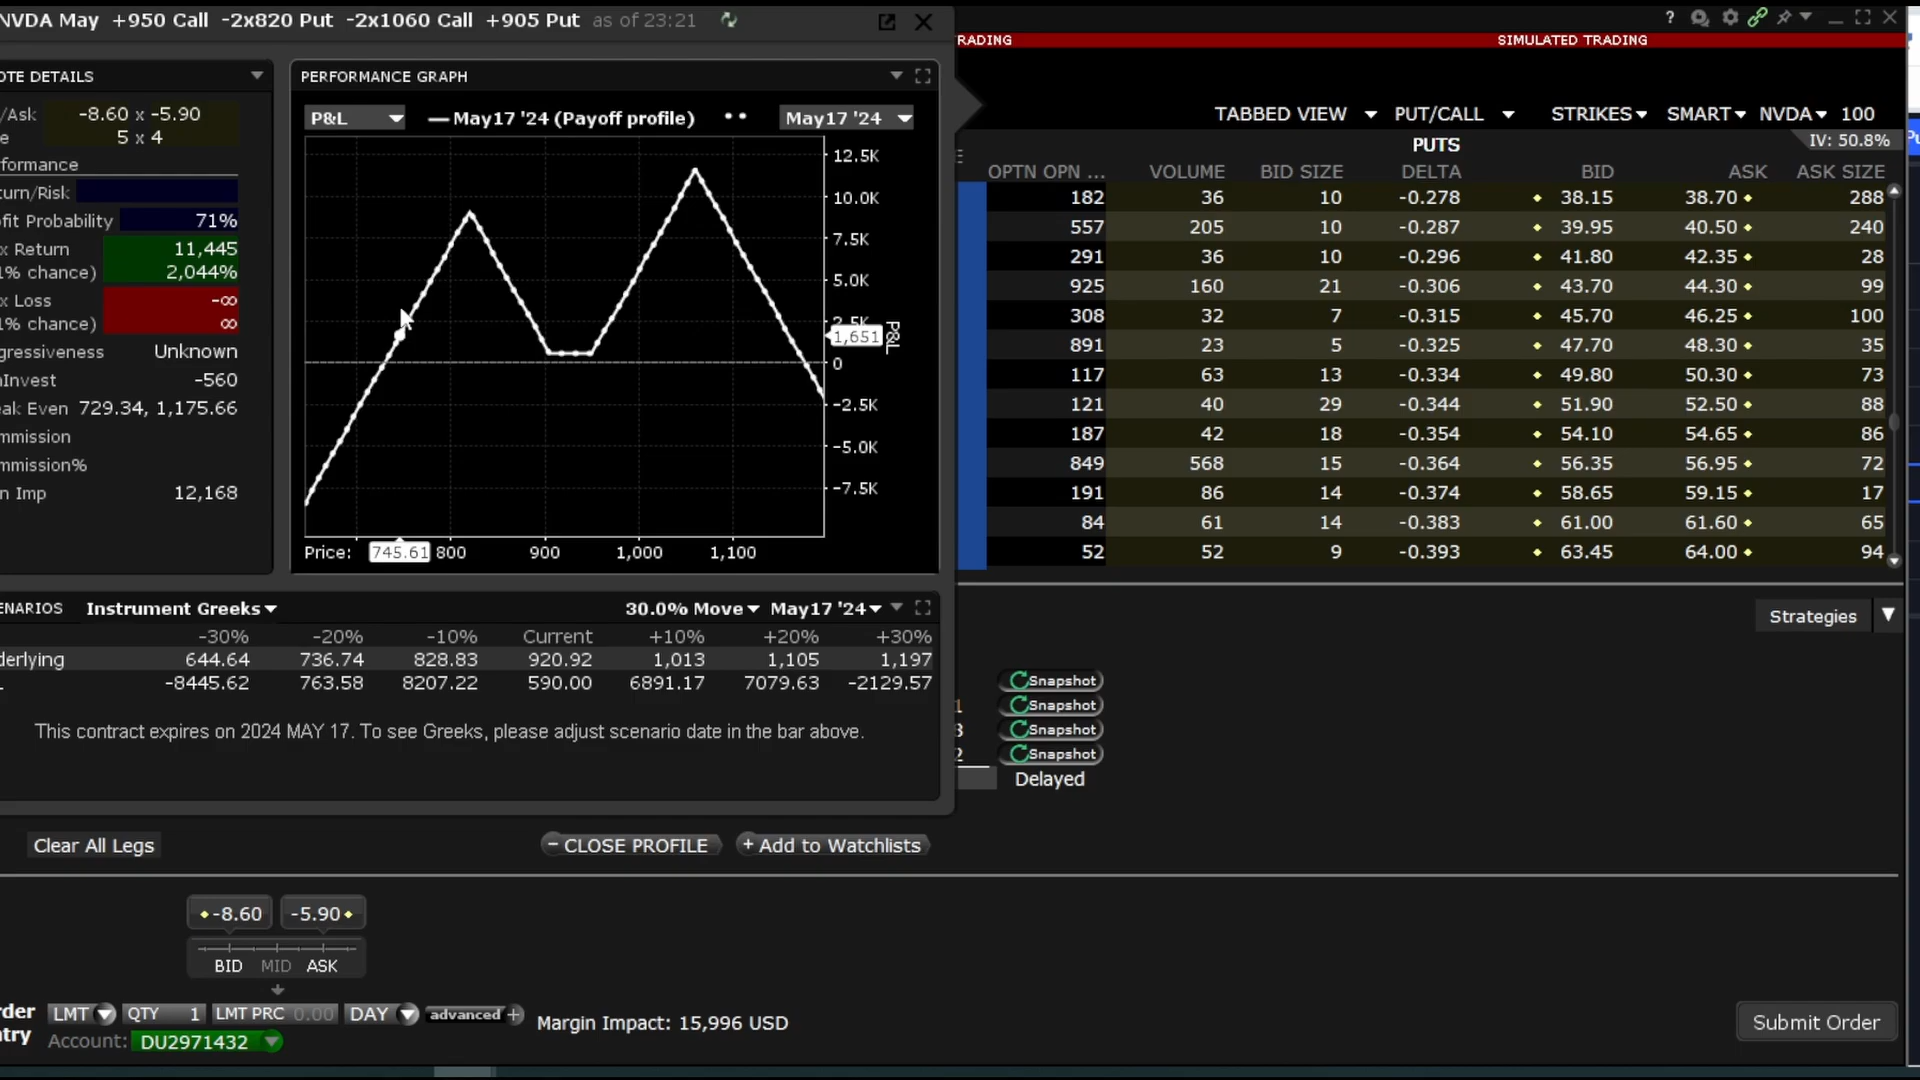 NVDA May +950 Call -2x820 Put -2x1060 Call +905 Put as of 23:21
RADING
SIMULATED TRADING
OTE DETAILS
PERFORMANCE GRAPH
/Ask -8.60 x -5.90
e 5 x 4
formance
urn/Risk
fit Probability 71%
x Return 11,445
1% chance) 2,044%
x Loss -∞
1% chance) ∞
gressiveness Unknown
aInvest -560
eak Even 729.34, 1,175.66
mmission
mmission%
n Imp 12,168
P&L May17 '24 (Payoff profile) May17 '24
12.5K
10.0K
7.5K
5.0K
2.5K
1,651
P&L
0
-2.5K
-5.0K
-7.5K
Price: 745.61 800 900 1,000 1,100
TABBED VIEW PUT/CALL STRIKES SMART NVDA 100
PUTS
IV: 50.8%
OPTN OPN ... VOLUME BID SIZE DELTA BID ASK ASK SIZE
182 36 10 -0.278 38.15 38.70 288
557 205 10 -0.287 39.95 40.50 240
291 36 10 -0.296 41.80 42.35 28
925 160 21 -0.306 43.70 44.30 99
308 32 7 -0.315 45.70 46.25 100
891 23 5 -0.325 47.70 48.30 35
117 63 13 -0.334 49.80 50.30 73
121 40 29 -0.344 51.90 52.50 88
187 42 18 -0.354 54.10 54.65 86
849 568 15 -0.364 56.35 56.95 72
191 86 14 -0.374 58.65 59.15 17
84 61 14 -0.383 61.00 61.60 65
52 52 9 -0.393 63.45 64.00 94
ENARIOS Instrument Greeks 30.0% Move May17 '24
-30% -20% -10% Current +10% +20% +30%
derlying 644.64 736.74 828.83 920.92 1,013 1,105 1,197
-8445.62 763.58 8207.22 590.00 6891.17 7079.63 -2129.57
This contract expires on 2024 MAY 17. To see Greeks, please adjust scenario date in the bar above.
Strategies
Snapshot
1 Snapshot
3 Snapshot
2 Snapshot
Delayed
Clear All Legs
− CLOSE PROFILE
+ Add to Watchlists
-8.60 -5.90
BID MID ASK
rder
ntry
LMT QTY 1 LMT PRC 0.00 DAY advanced + Margin Impact: 15,996 USD
Account: DU2971432
Submit Order